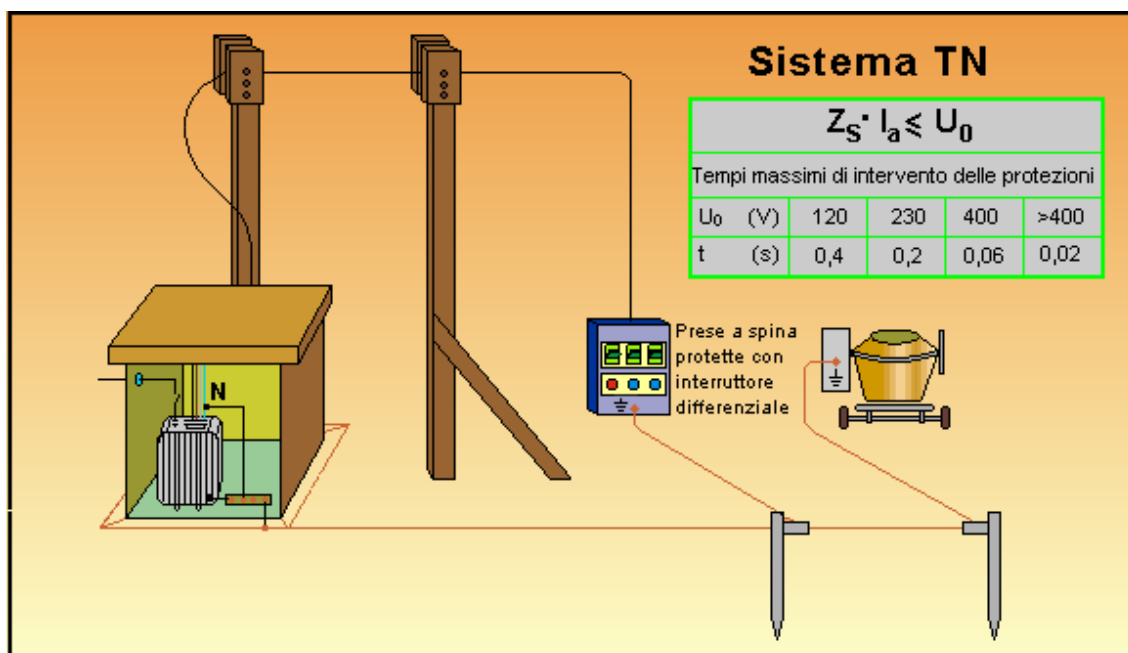 Sistema TN
Zs· Ia ⩽ U0
Tempi massimi di intervento delle protezioni
U0 (V) 120 230 400 >400
t (s) 0,4 0,2 0,06 0,02
Prese a spina
protette con
interruttore
differenziale
N